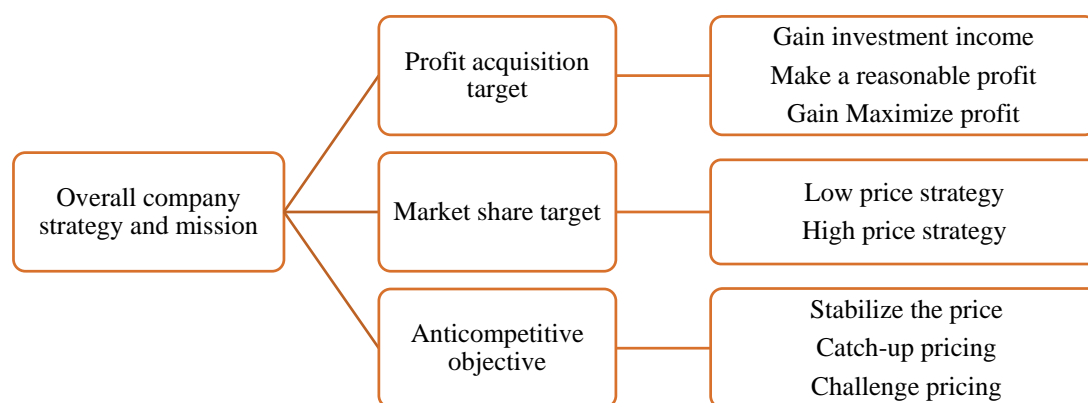 Overall company
strategy and mission
Profit acquisition
target
Gain investment income
Make a reasonable profit
Gain Maximize profit
Market share target
Low price strategy
High price strategy
Anticompetitive
objective
Stabilize the price
Catch-up pricing
Challenge pricing